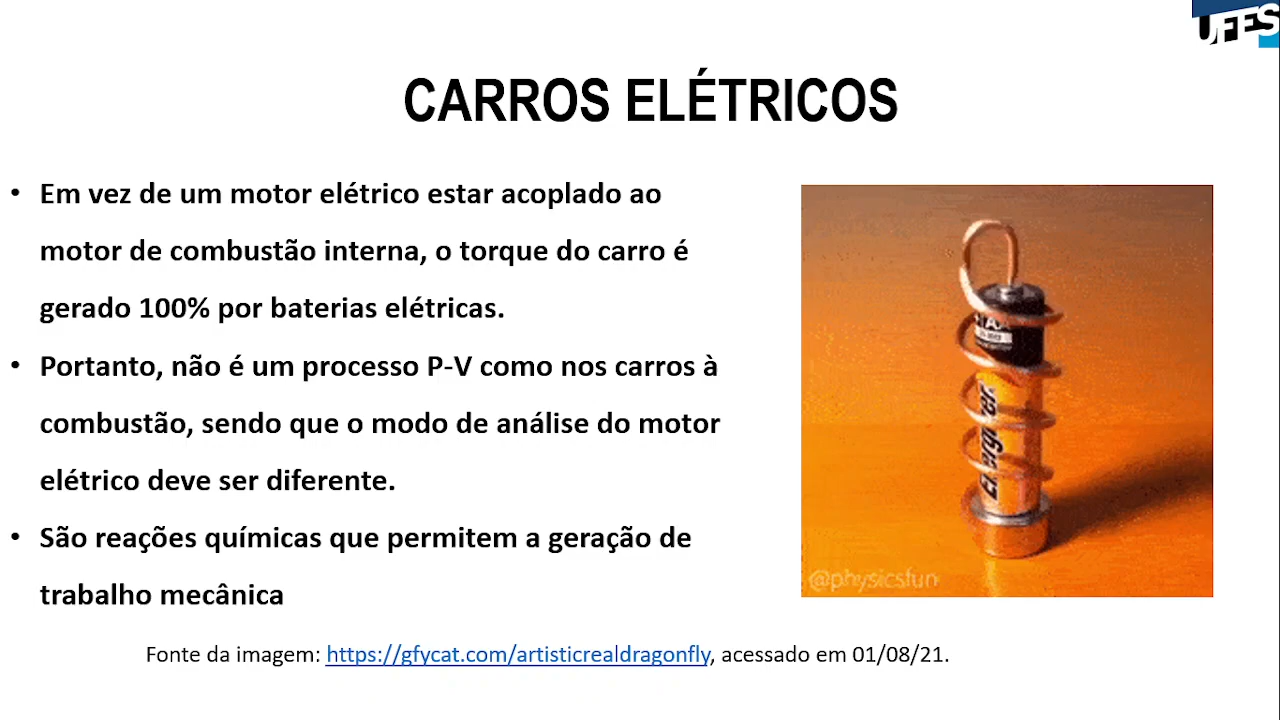 UFES
CARROS ELÉTRICOS
• Em vez de um motor elétrico estar acoplado ao
motor de combustão interna, o torque do carro é
gerado 100% por baterias elétricas.
• Portanto, não é um processo P-V como nos carros à
combustão, sendo que o modo de análise do motor
elétrico deve ser diferente.
• São reações químicas que permitem a geração de
trabalho mecânica
Energizer
@physicsfun
Fonte da imagem: https://gfycat.com/artisticrealdragonfly, acessado em 01/08/21.